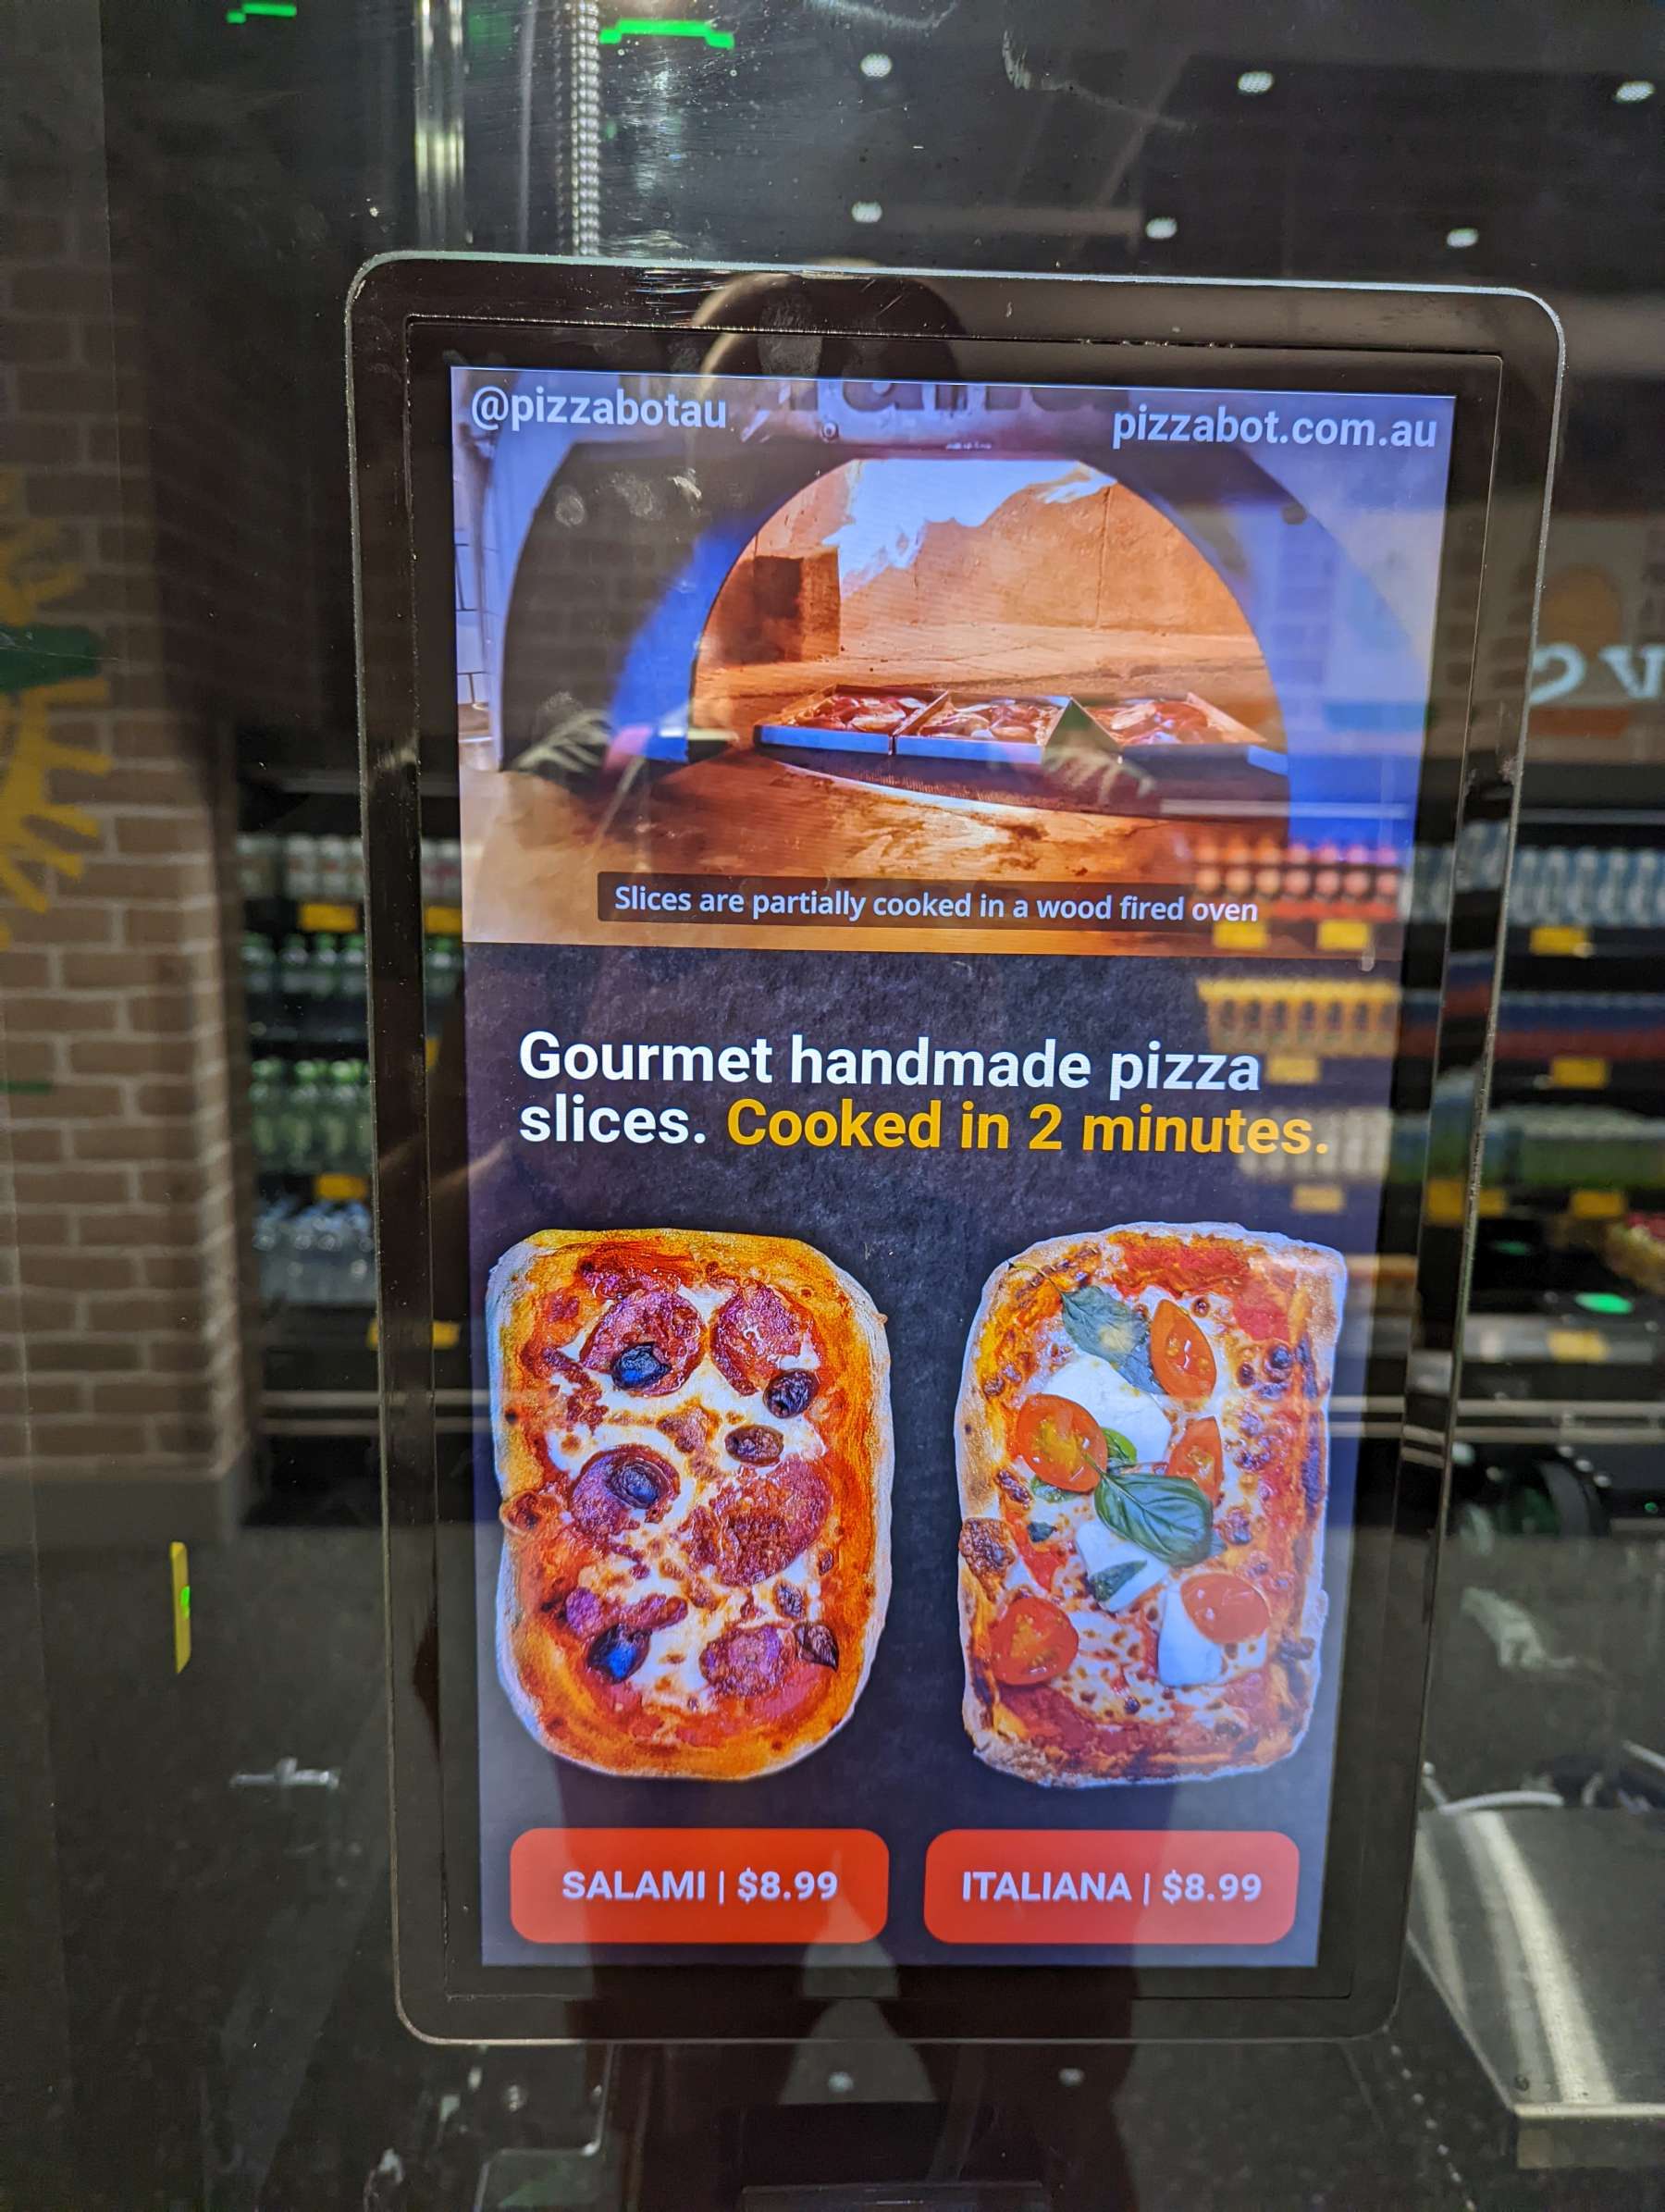 @pizzabotau
pizzabot.com.au
Slices are partially cooked in a wood fired oven
Gourmet handmade pizza
slices. Cooked in 2 minutes.
SALAMI | $8.99
ITALIANA | $8.99